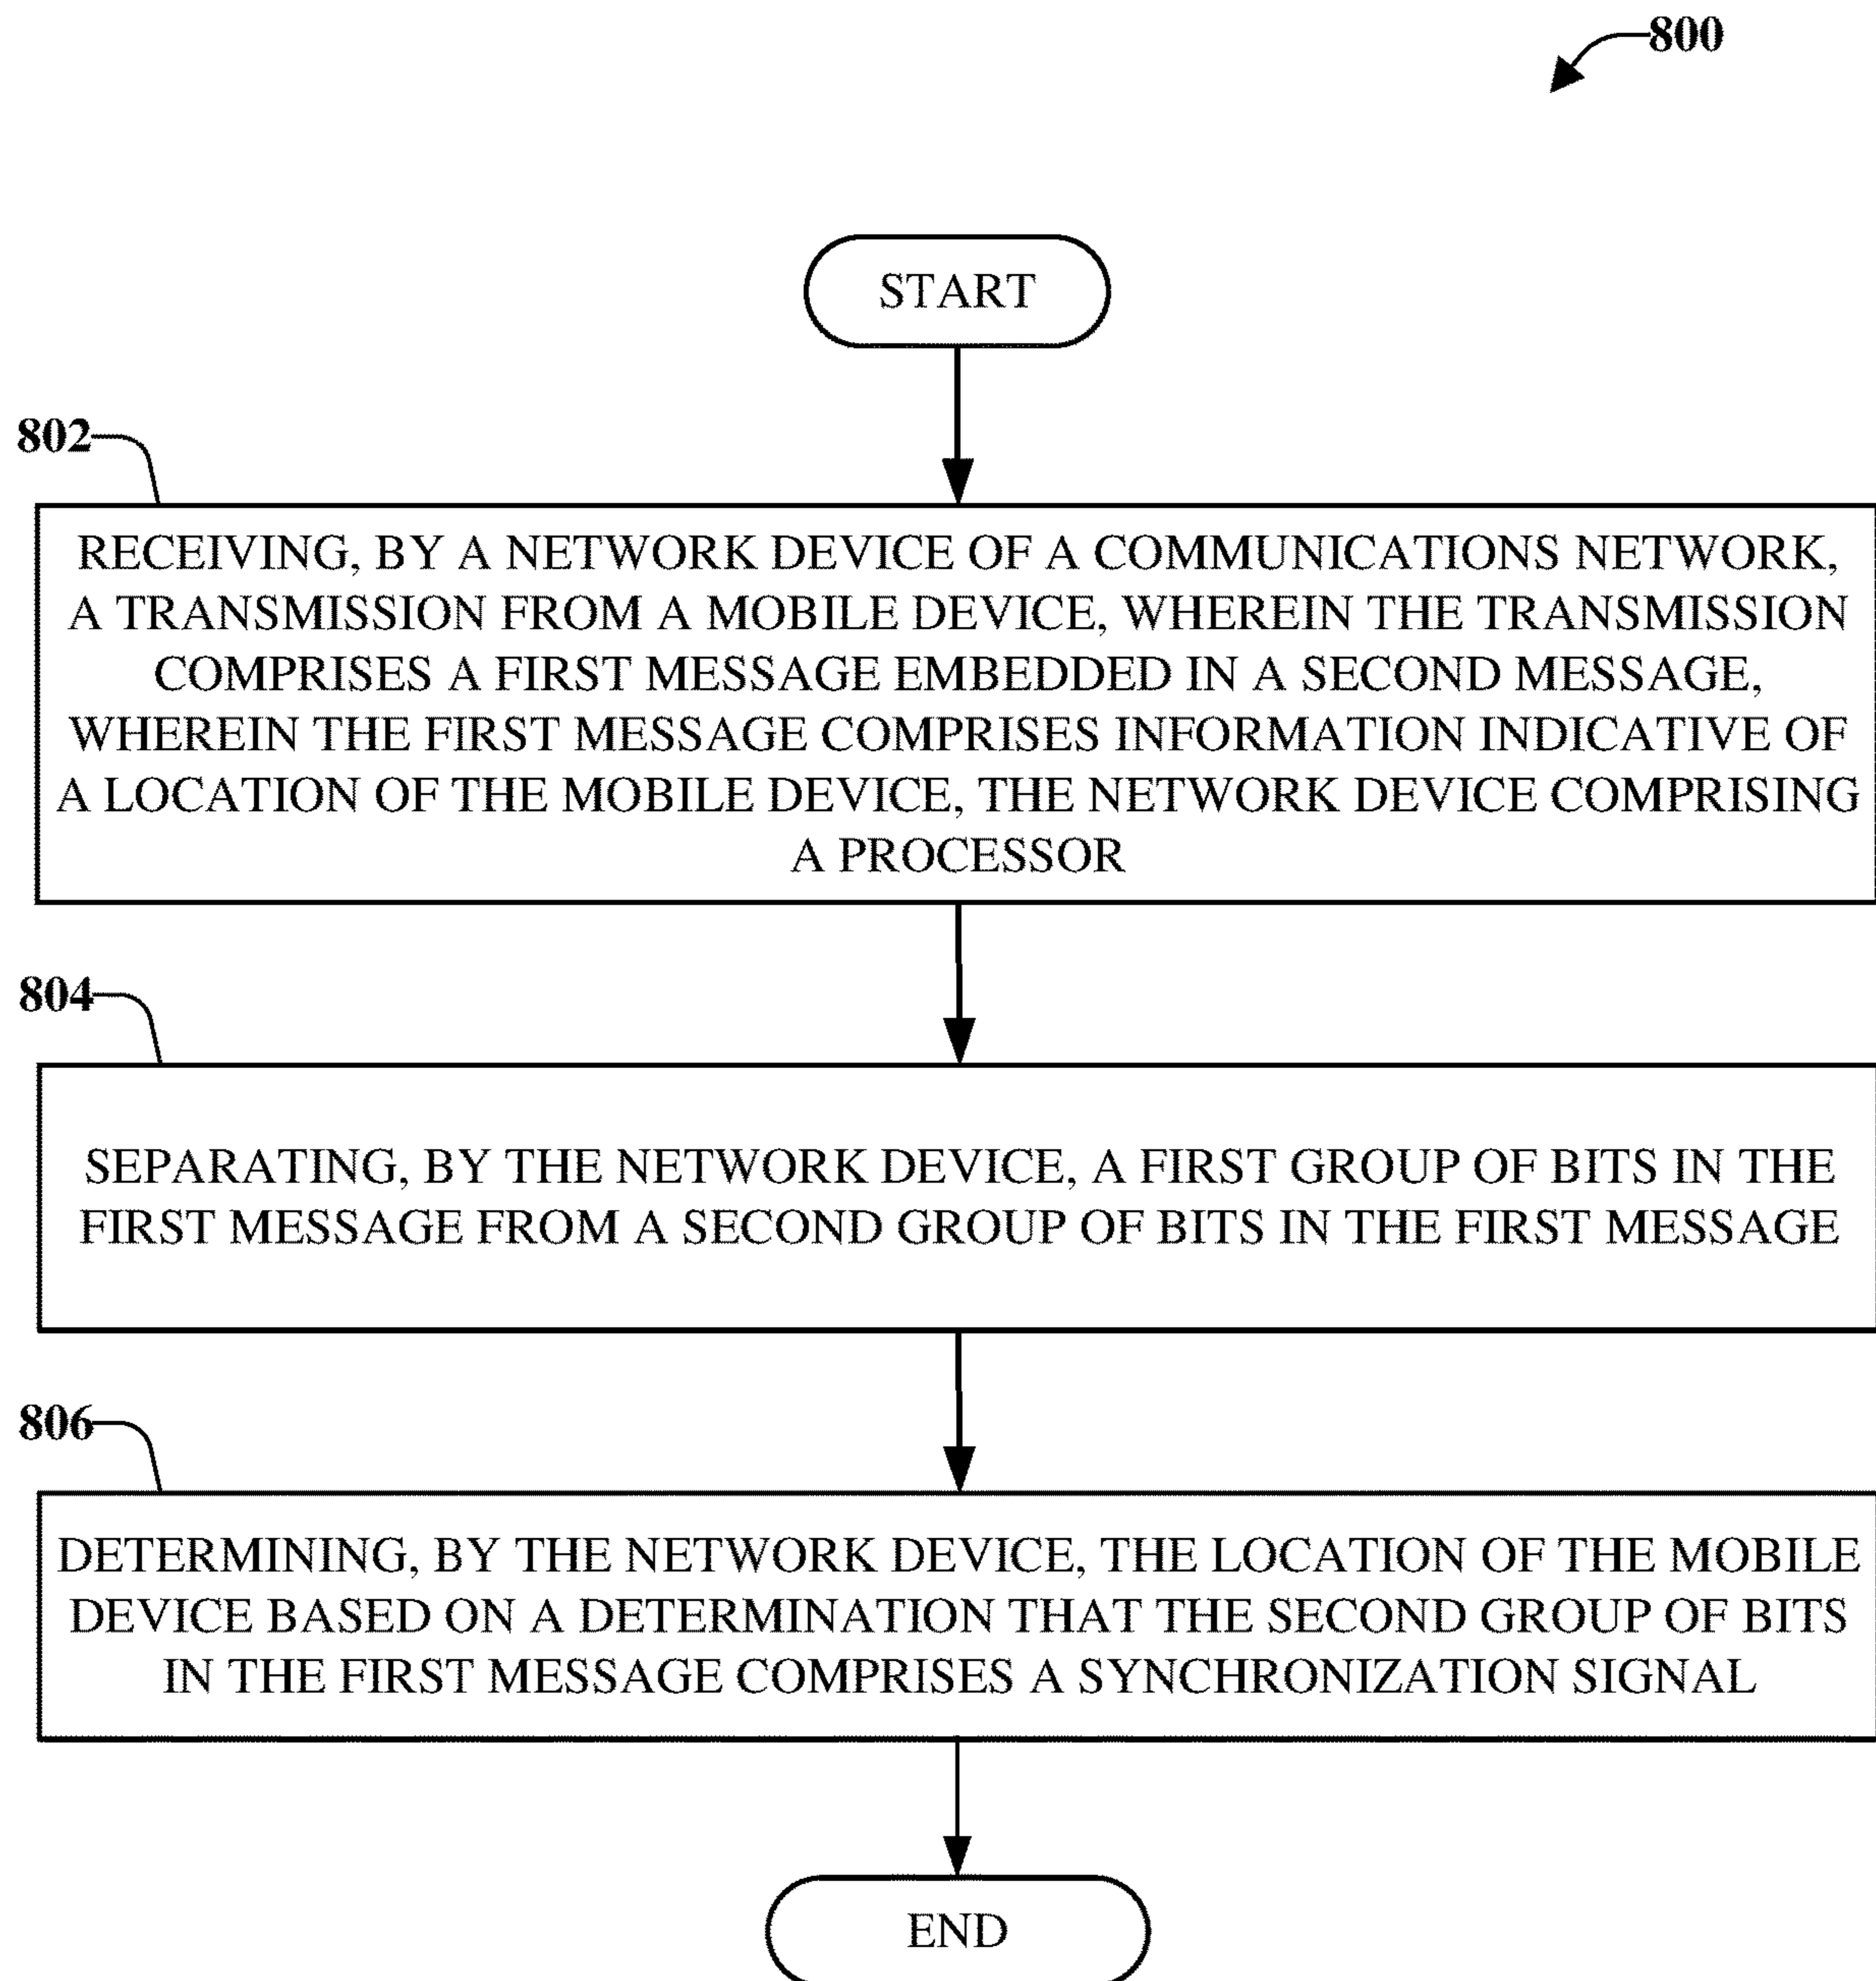 800
START
802
RECEIVING, BY A NETWORK DEVICE OF A COMMUNICATIONS NETWORK,
A TRANSMISSION FROM A MOBILE DEVICE, WHEREIN THE TRANSMISSION
COMPRISES A FIRST MESSAGE EMBEDDED IN A SECOND MESSAGE,
WHEREIN THE FIRST MESSAGE COMPRISES INFORMATION INDICATIVE OF
A LOCATION OF THE MOBILE DEVICE, THE NETWORK DEVICE COMPRISING
A PROCESSOR
804
SEPARATING, BY THE NETWORK DEVICE, A FIRST GROUP OF BITS IN THE
FIRST MESSAGE FROM A SECOND GROUP OF BITS IN THE FIRST MESSAGE
806
DETERMINING, BY THE NETWORK DEVICE, THE LOCATION OF THE MOBILE
DEVICE BASED ON A DETERMINATION THAT THE SECOND GROUP OF BITS
IN THE FIRST MESSAGE COMPRISES A SYNCHRONIZATION SIGNAL
END